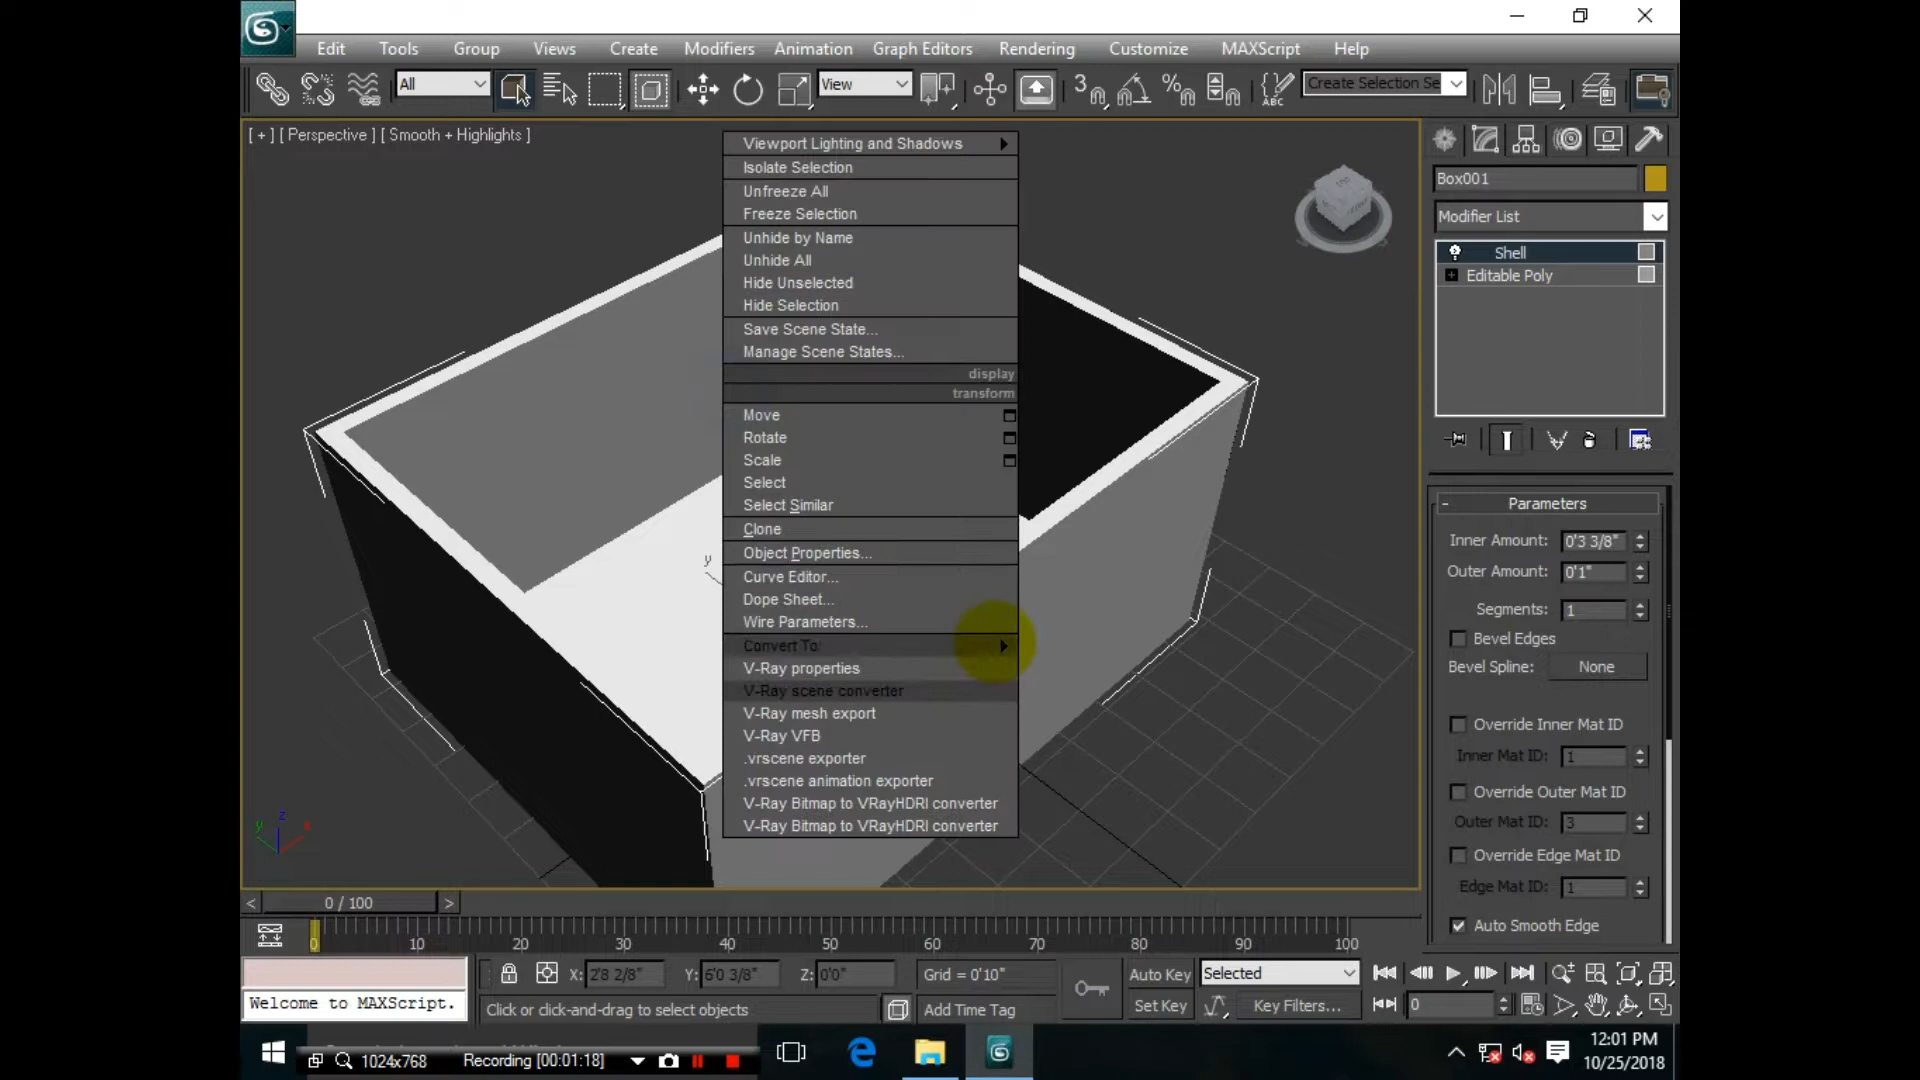 Edit Tools Group Views Create Modifiers Animation Graph Editors Rendering Customize MAXScript Help
All View Create Selection Se
[ + ] [ Perspective ] [ Smooth + Highlights ]
Viewport Lighting and Shadows
Isolate Selection
Unfreeze All
Freeze Selection
Unhide by Name
Unhide All
Hide Unselected
Hide Selection
Save Scene State...
Manage Scene States...
display
transform
Move
Rotate
Scale
Select
Select Similar
Clone
Object Properties...
Curve Editor...
Dope Sheet...
Wire Parameters...
Convert To:
V-Ray properties
V-Ray scene converter
V-Ray mesh export
V-Ray VFB
.vrscene exporter
.vrscene animation exporter
V-Ray Bitmap to VRayHDRI converter
V-Ray Bitmap to VRayHDRI converter
y
z
y x
Box001
Modifier List
Shell
Editable Poly
- Parameters
Inner Amount: 0'3 3/8"
Outer Amount: 0'1"
Segments: 1
Bevel Edges
Bevel Spline: None
Override Inner Mat ID
Inner Mat ID: 1
Override Outer Mat ID
Outer Mat ID: 3
Override Edge Mat ID
Edge Mat ID: 1
Auto Smooth Edge
< 0 / 100 >
0 10 20 30 40 50 60 70 80 90 100
X: 2'8 2/8" Y: 6'0 3/8" Z: 0'0" Grid = 0'10" Auto Key Selected
Welcome to MAXScript. Click or click-and-drag to select objects Add Time Tag Set Key Key Filters... 0
1024x768 Recording [00:01:18]
12:01 PM
10/25/2018